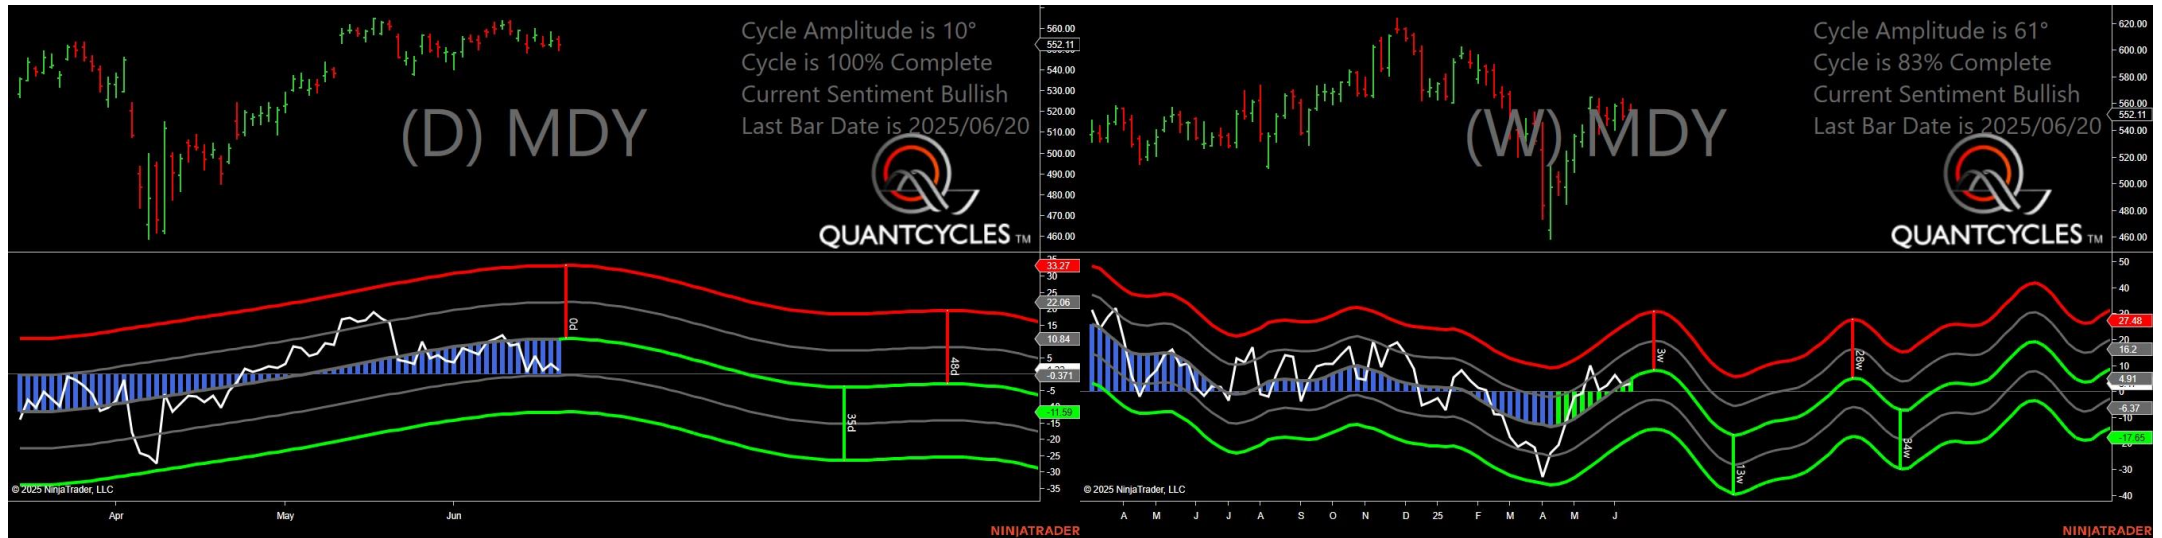 Cycle Amplitude is 10°
Cycle is 100% Complete
Current Sentiment Bullish
Last Bar Date is 2025/06/20
(D) MDY
QUANTCYCLES TM
560.00
552.11
540.00
530.00
520.00
510.00
500.00
490.00
480.00
470.00
460.00
33.27
30
22.06
15
10.84
5
-0.371
-5
-11.59
-15
-20
-25
-30
-35
0d
35d
48d
© 2025 NinjaTrader, LLC
Apr May Jun
NINJATRADER
Cycle Amplitude is 61°
Cycle is 83% Complete
Current Sentiment Bullish
Last Bar Date is 2025/06/20
(W) MDY
QUANTCYCLES TM
620.00
600.00
580.00
560.00
552.11
540.00
520.00
500.00
480.00
460.00
50
40
27.48
20
16.2
10
4.91
0
-6.37
-10
-17.65
-30
-40
3w
13w
28w
34w
© 2025 NinjaTrader, LLC
A M J J A S O N D 25 F M A M J
NINJATRADER